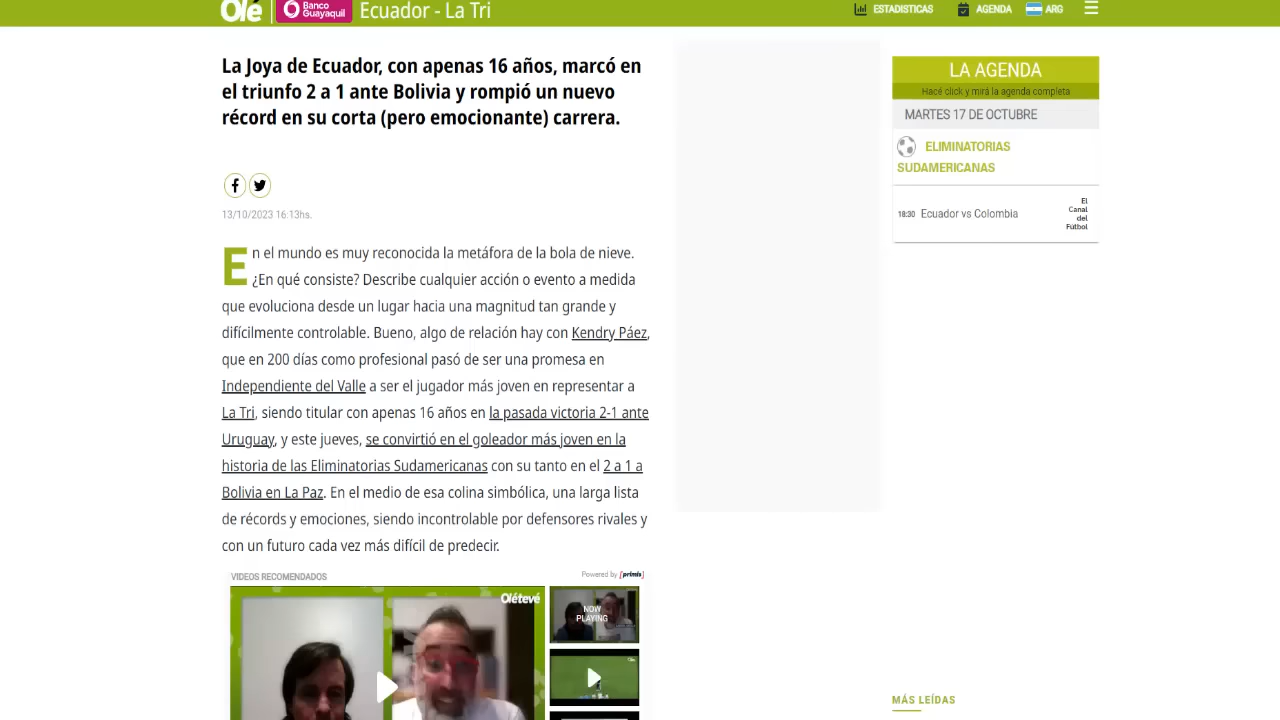 Olé
Banco
Guayaquil
Ecuador - La Tri
ESTADISTICAS
AGENDA
ARG
La Joya de Ecuador, con apenas 16 años, marcó en
el triunfo 2 a 1 ante Bolivia y rompió un nuevo
récord en su corta (pero emocionante) carrera.
13/10/2023 16:13hs.
En el mundo es muy reconocida la metáfora de la bola de nieve.
¿En qué consiste? Describe cualquier acción o evento a medida
que evoluciona desde un lugar hacia una magnitud tan grande y
difícilmente controlable. Bueno, algo de relación hay con Kendry Páez,
que en 200 días como profesional pasó de ser una promesa en
Independiente del Valle a ser el jugador más joven en representar a
La Tri, siendo titular con apenas 16 años en la pasada victoria 2-1 ante
Uruguay, y este jueves, se convirtió en el goleador más joven en la
historia de las Eliminatorias Sudamericanas con su tanto en el 2 a 1 a
Bolivia en La Paz. En el medio de esa colina simbólica, una larga lista
de récords y emociones, siendo incontrolable por defensores rivales y
con un futuro cada vez más difícil de predecir.
VIDEOS RECOMENDADOS
Powered by [primis]
Olétevé
NOW
PLAYING
LA AGENDA
Hacé click y mirá la agenda completa
MARTES 17 DE OCTUBRE
ELIMINATORIAS
SUDAMERICANAS
18:30 Ecuador vs Colombia
El
Canal
del
Fútbol
MÁS LEÍDAS